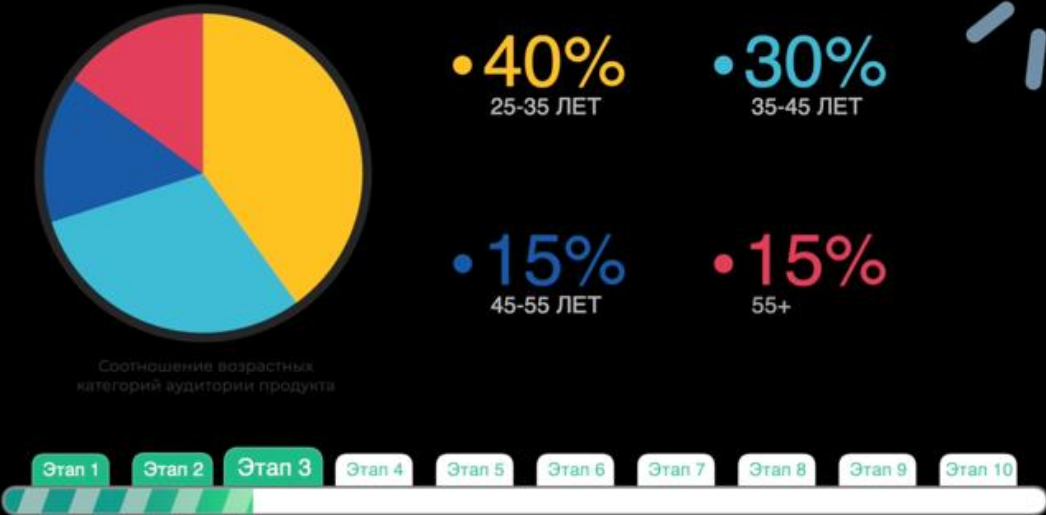 40%
25-35 ЛЕТ
30%
35-45 ЛЕТ
15%
45-55 ЛЕТ
15%
55+
Соотношение возрастных
категорий аудитории продукта
Этап 1
Этап 2
Этап 3
Этап 4
Этап 5
Этап 6
Этап 7
Этап 8
Этап 9
Этап 10